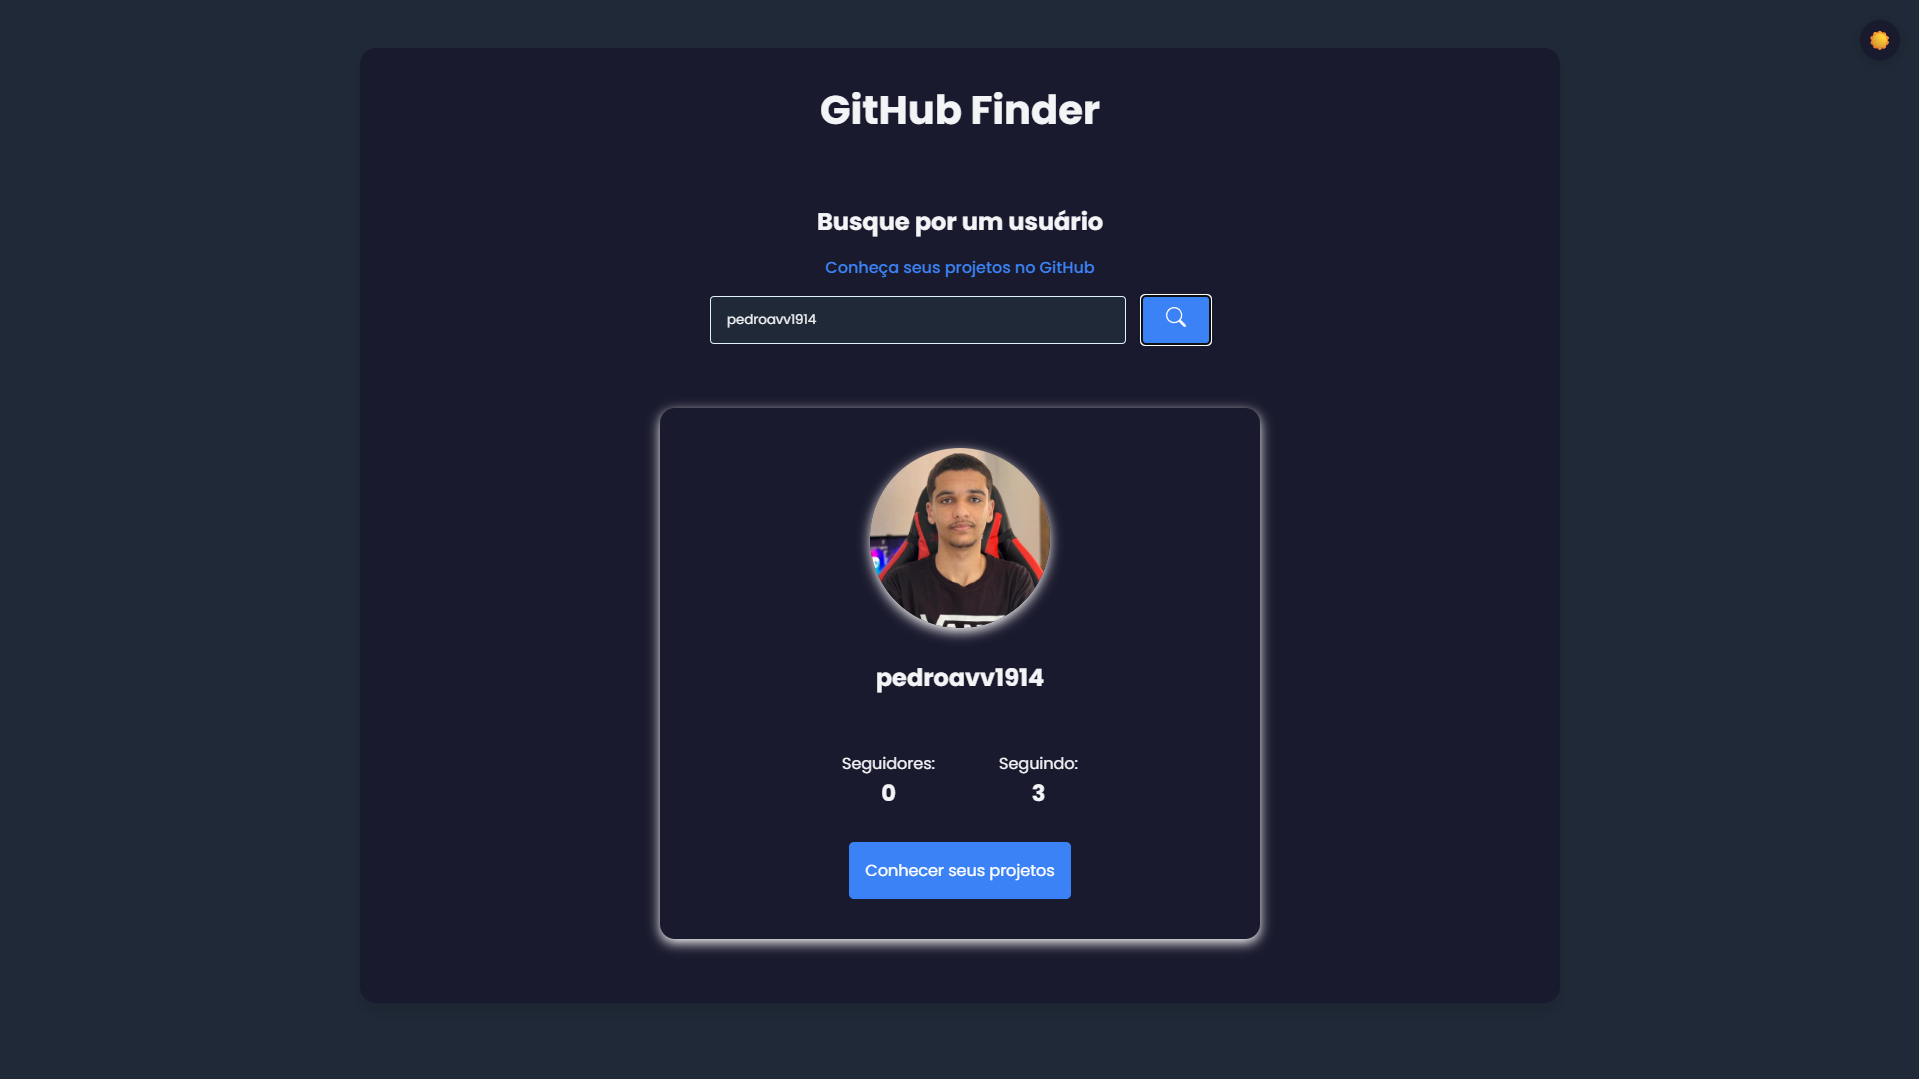 GitHub Finder
Busque por um usuário
Conheça seus projetos no GitHub
pedroavv1914
pedroavv1914
Seguidores:
Seguindo:
0
3
Conhecer seus projetos